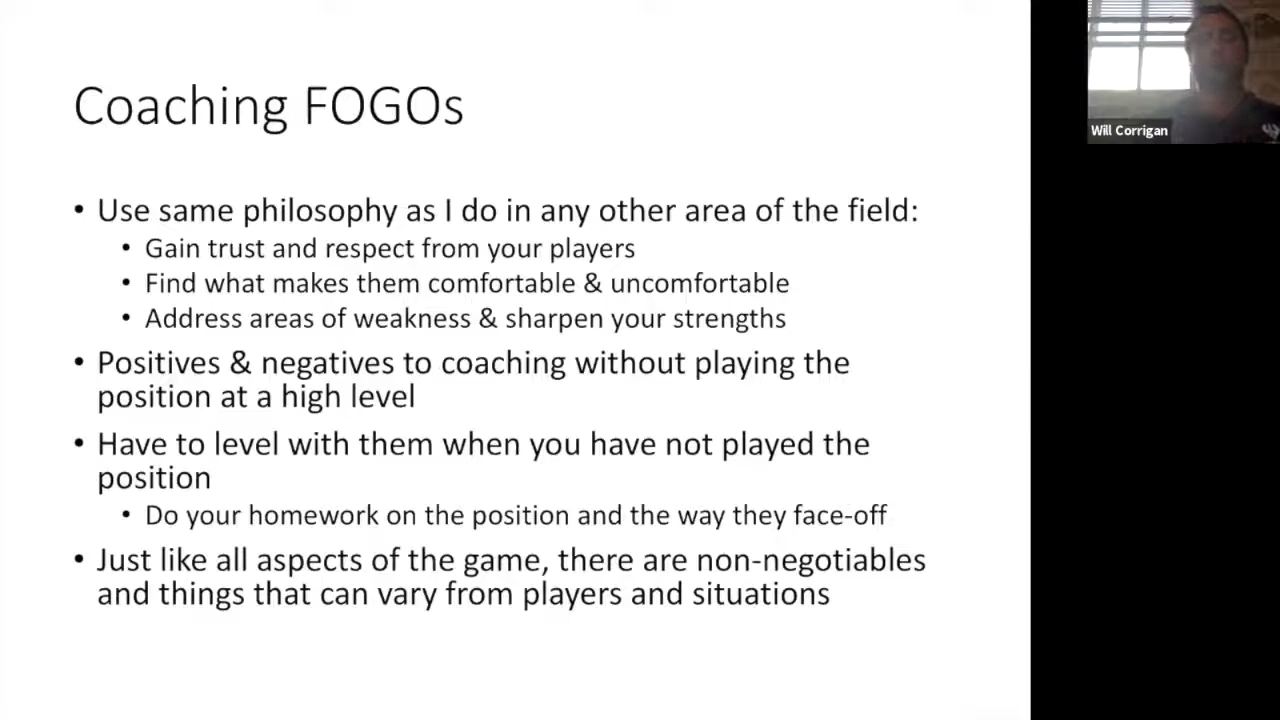 Coaching FOGOs
• Use same philosophy as I do in any other area of the field:
• Gain trust and respect from your players
• Find what makes them comfortable & uncomfortable
• Address areas of weakness & sharpen your strengths
• Positives & negatives to coaching without playing the
position at a high level
• Have to level with them when you have not played the
position
• Do your homework on the position and the way they face-off
• Just like all aspects of the game, there are non-negotiables
and things that can vary from players and situations
Will Corrigan